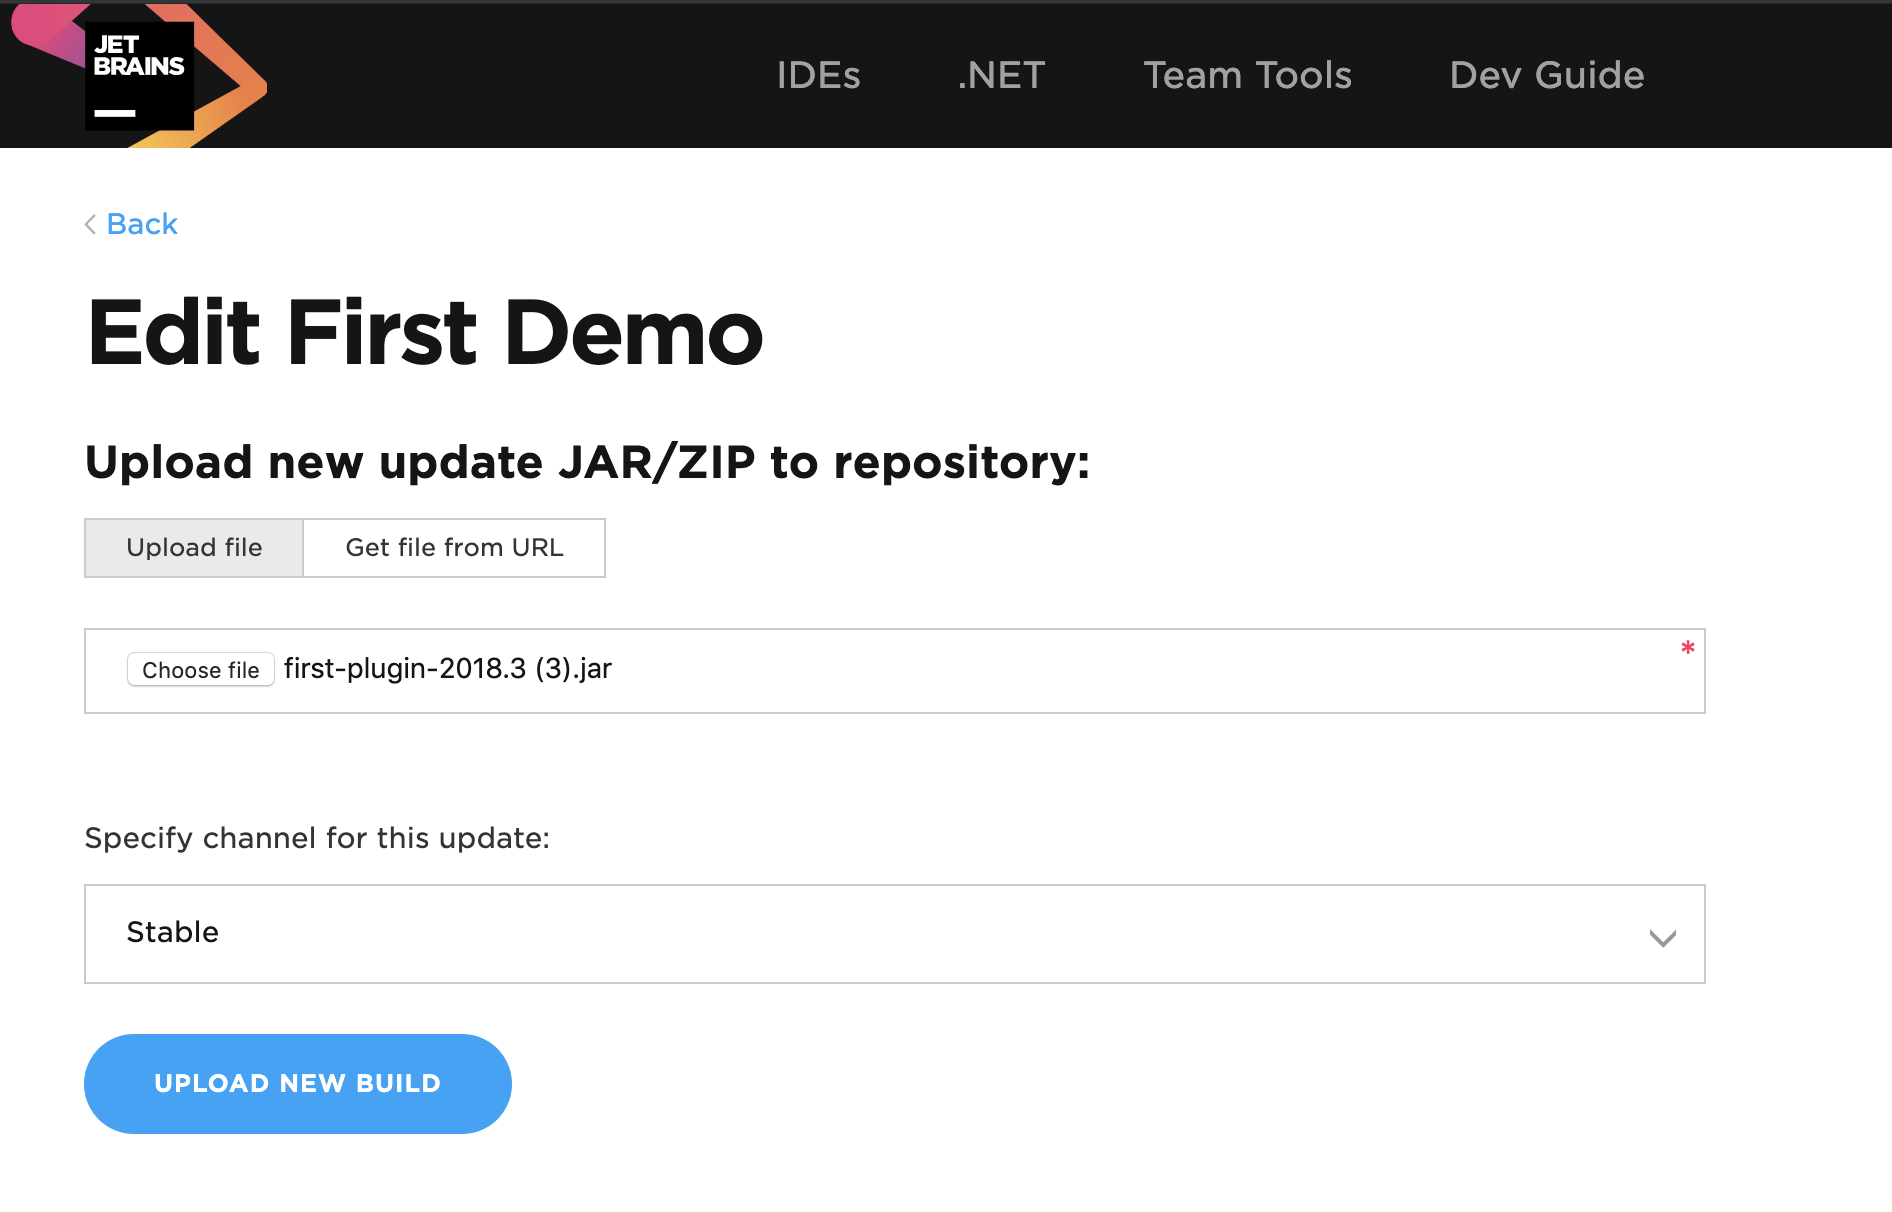 JET
BRAINS
IDEs .NET Team Tools Dev Guide
Back
Edit First Demo
Upload new update JAR/ZIP to repository:
Upload file Get file from URL
Choose file first-plugin-2018.3 (3).jar *
Specify channel for this update:
Stable
UPLOAD NEW BUILD